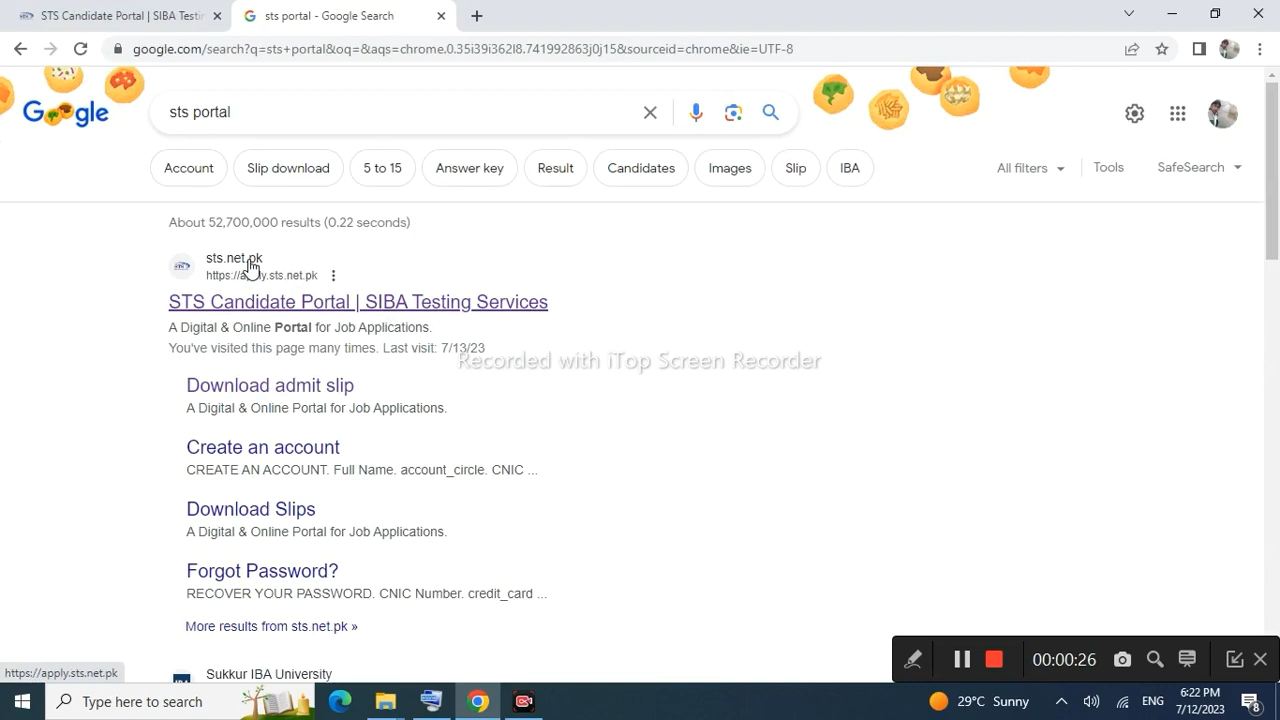 STS Candidate Portal | SIBA Testin
sts portal - Google Search
google.com/search?q=sts+portal&oq=&aqs=chrome.0.35i39i362l8.741992863j0j15&sourceid=chrome&ie=UTF-8
Google
sts portal
Account
Slip download
5 to 15
Answer key
Result
Candidates
Images
Slip
IBA
All filters
Tools
SafeSearch
About 52,700,000 results (0.22 seconds)
sts.net.pk
https://apply.sts.net.pk
STS Candidate Portal | SIBA Testing Services
A Digital & Online Portal for Job Applications.
You've visited this page many times. Last visit: 7/13/23
Recorded with iTop Screen Recorder
Download admit slip
A Digital & Online Portal for Job Applications.
Create an account
CREATE AN ACCOUNT. Full Name. account_circle. CNIC ...
Download Slips
A Digital & Online Portal for Job Applications.
Forgot Password?
RECOVER YOUR PASSWORD. CNIC Number. credit_card ...
More results from sts.net.pk »
Sukkur IBA University
https://apply.sts.net.pk
00:00:26
Type here to search
29°C Sunny
ENG
6:22 PM
7/12/2023
8